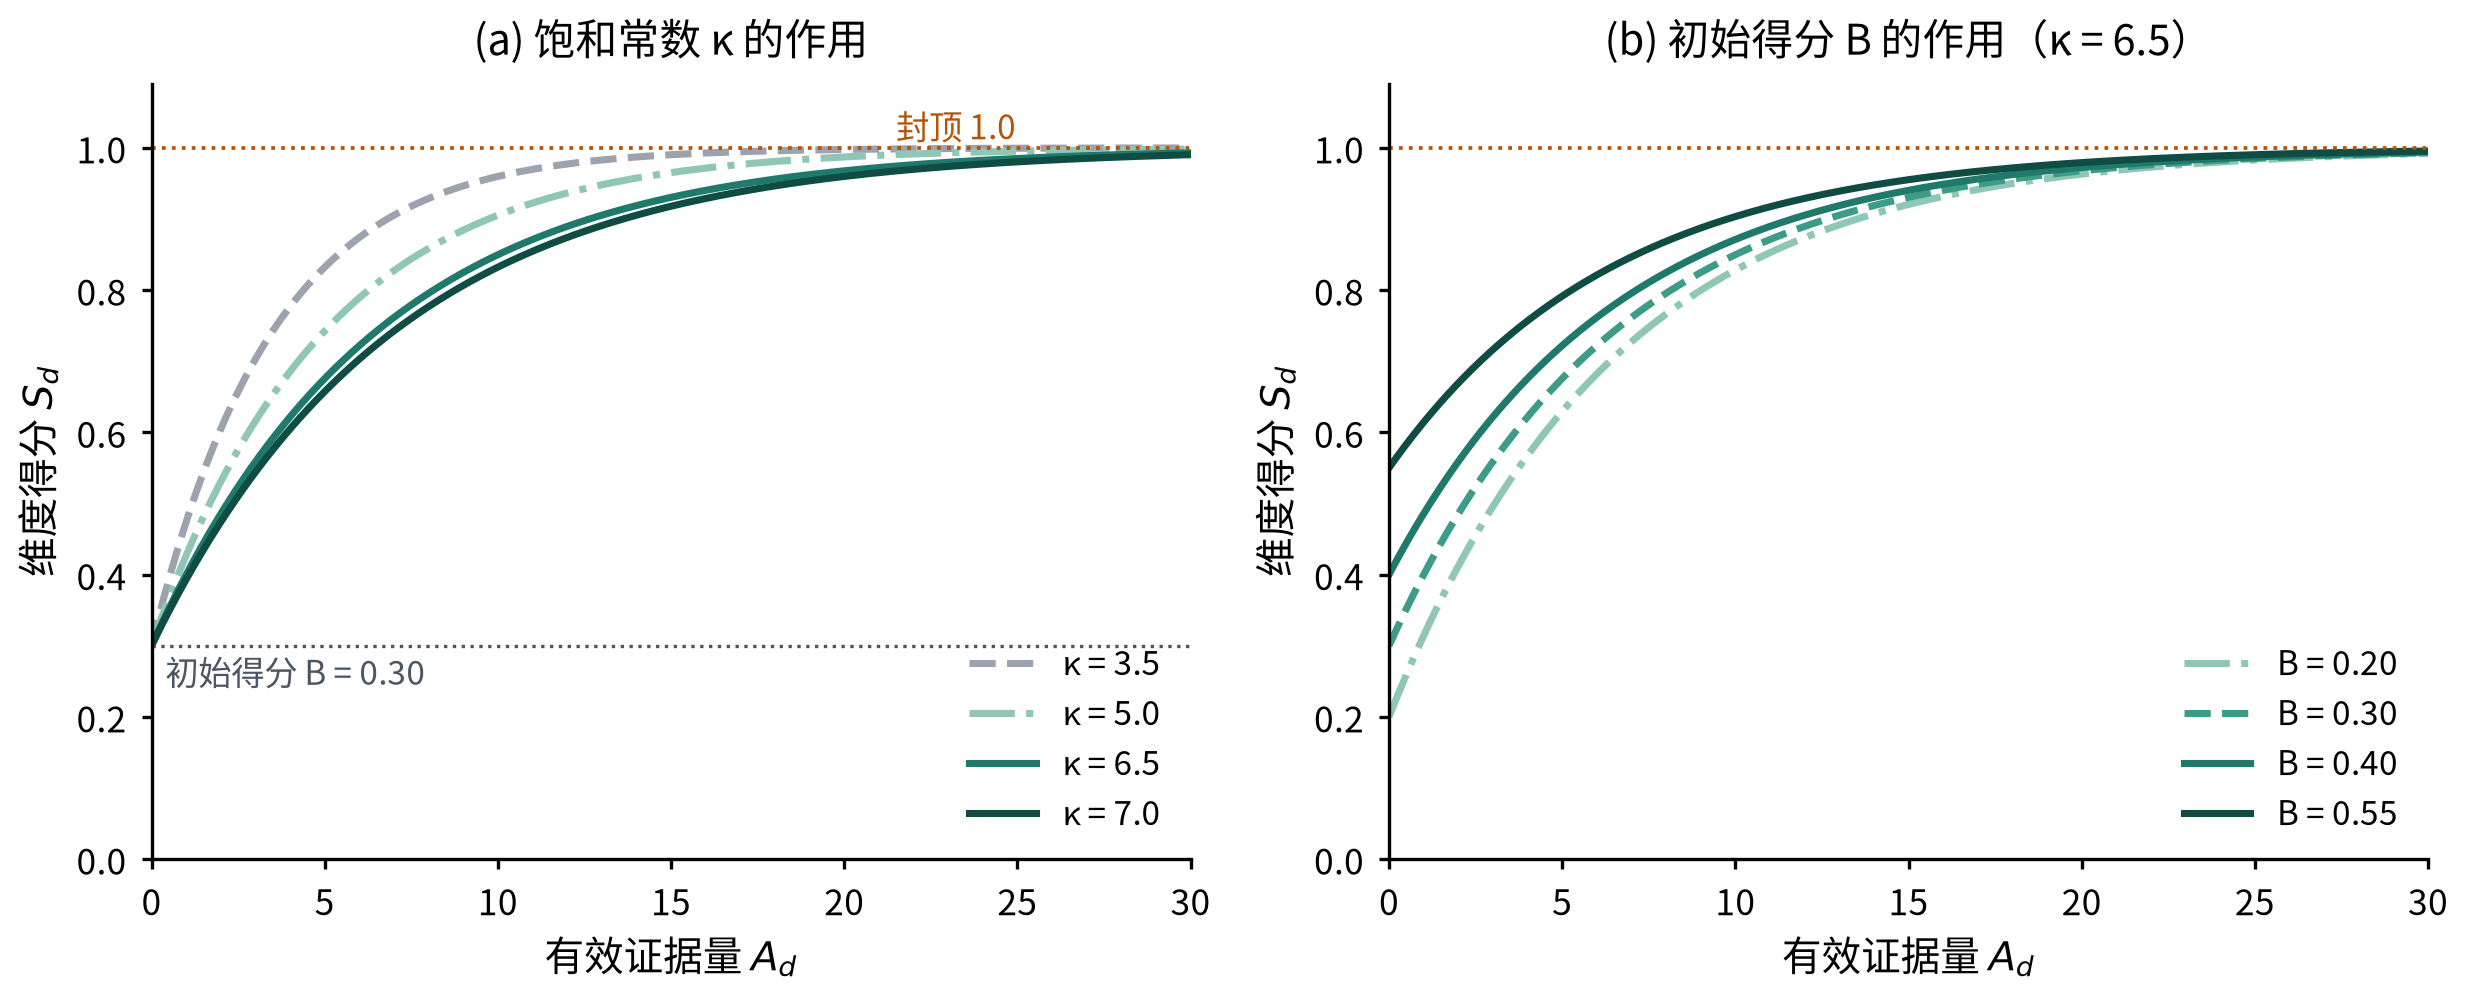 (a) 饱和常数 κ 的作用
封顶 1.0
1.0
0.8
0.6
0.4
0.2
0.0
维度得分 S_d
初始得分 B = 0.30
κ = 3.5
κ = 5.0
κ = 6.5
κ = 7.0
0 5 10 15 20 25 30
有效证据量 A_d
(b) 初始得分 B 的作用（κ = 6.5）
1.0
0.8
0.6
0.4
0.2
0.0
维度得分 S_d
B = 0.20
B = 0.30
B = 0.40
B = 0.55
0 5 10 15 20 25 30
有效证据量 A_d